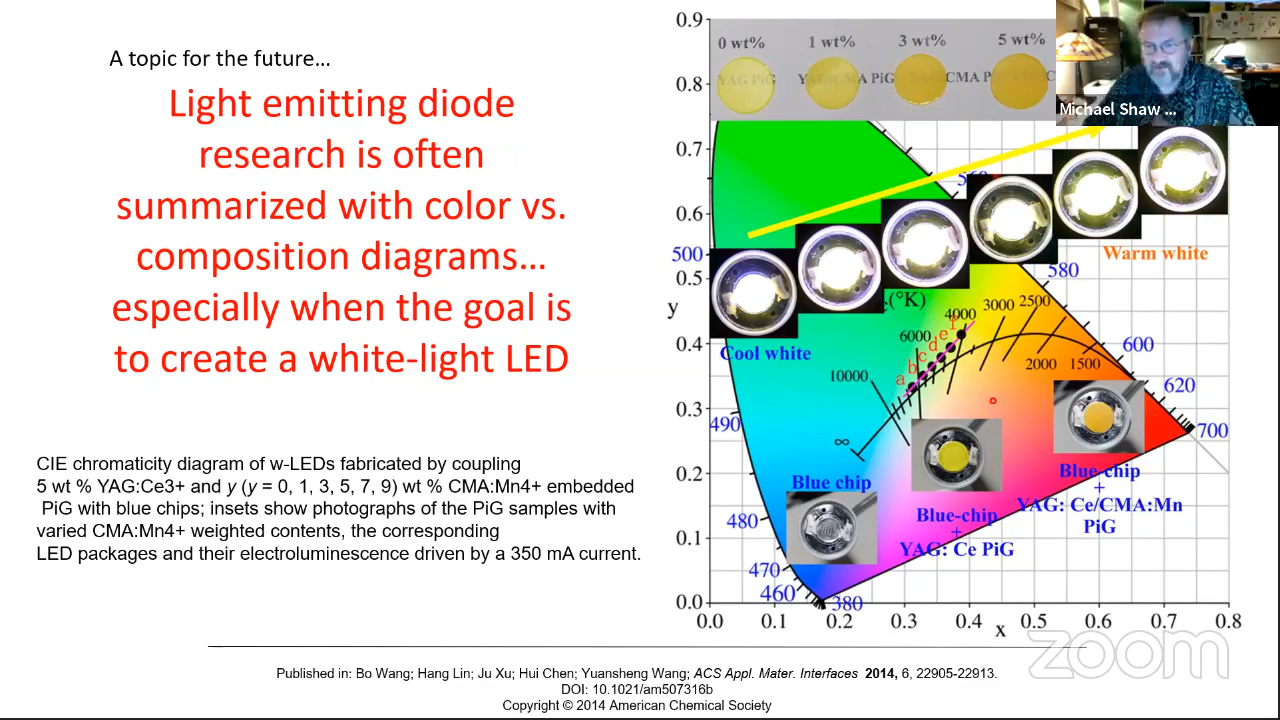 A topic for the future…
Light emitting diode
research is often
summarized with color vs.
composition diagrams…
especially when the goal is
to create a white-light LED
CIE chromaticity diagram of w-LEDs fabricated by coupling
5 wt % YAG:Ce3+ and y (y = 0, 1, 3, 5, 7, 9) wt % CMA:Mn4+ embedded
PiG with blue chips; insets show photographs of the PiG samples with
varied CMA:Mn4+ weighted contents, the corresponding
LED packages and their electroluminescence driven by a 350 mA current.
0.9
0 wt%
1 wt%
3 wt%
5 wt%
YAG PiG
CMA PiG
Michael Shaw ...
0.8
0.7
0.6
500
0.5
y
0.4
0.3
490
0.2
480
0.1
470
460
0.0
380
560
Warm white
580
Cool white
(°K)
4000
3000
2500
6000
a b c d e f
10000
2000
1500
600
620
700
∞
Blue chip
Blue-chip
+
YAG: Ce PiG
Blue-chip
+
YAG: Ce/CMA:Mn
PiG
0.0 0.1 0.2 0.3 0.4 0.5 0.6 0.7 0.8
x
zoom
Published in: Bo Wang; Hang Lin; Ju Xu; Hui Chen; Yuansheng Wang; ACS Appl. Mater. Interfaces 2014, 6, 22905-22913.
DOI: 10.1021/am507316b
Copyright © 2014 American Chemical Society